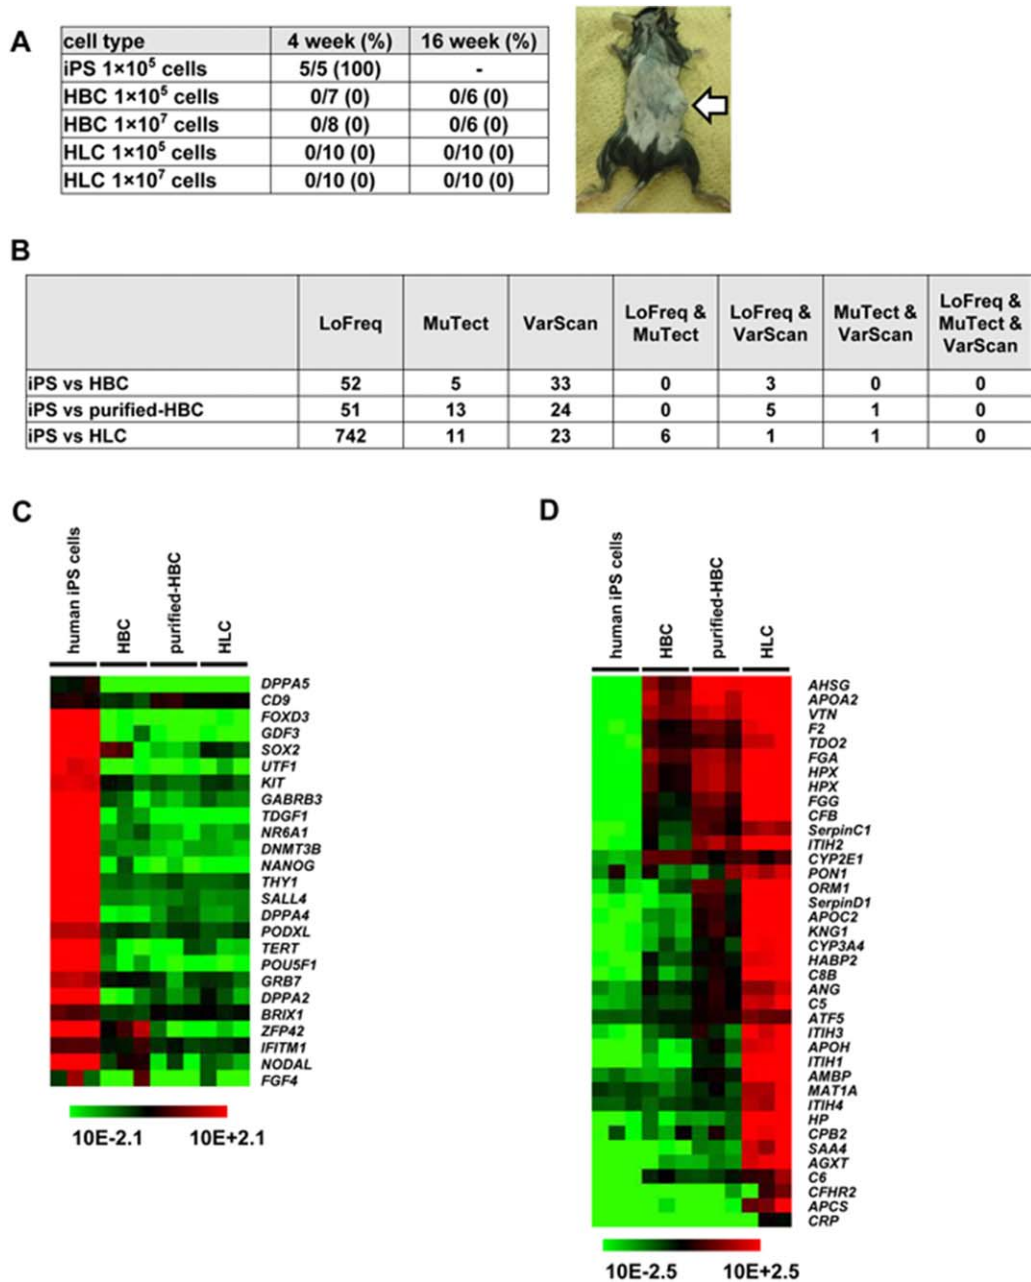 A
cell type 4 week (%) 16 week (%)
iPS 1×10⁵ cells 5/5 (100) -
HBC 1×10⁵ cells 0/7 (0) 0/6 (0)
HBC 1×10⁷ cells 0/8 (0) 0/6 (0)
HLC 1×10⁵ cells 0/10 (0) 0/10 (0)
HLC 1×10⁷ cells 0/10 (0) 0/10 (0)
B
LoFreq MuTect VarScan LoFreq & MuTect LoFreq & VarScan MuTect & VarScan LoFreq & MuTect & VarScan
iPS vs HBC 52 5 33 0 3 0 0
iPS vs purified-HBC 51 13 24 0 5 1 0
iPS vs HLC 742 11 23 6 1 1 0
C
human iPS cells
HBC
purified-HBC
HLC
DPPA5
CD9
FOXD3
GDF3
SOX2
UTF1
KIT
GABRB3
TDGF1
NR6A1
DNMT3B
NANOG
THY1
SALL4
DPPA4
PODXL
TERT
POU5F1
GRB7
DPPA2
BRIX1
ZFP42
IFITM1
NODAL
FGF4
10E-2.1 10E+2.1
D
human iPS cells
HBC
purified-HBC
HLC
AHSG
APOA2
VTN
F2
TDO2
FGA
HPX
HPX
FGG
CFB
SerpinC1
ITIH2
CYP2E1
PON1
ORM1
SerpinD1
APOC2
KNG1
CYP3A4
HABP2
C8B
ANG
C5
ATF5
ITIH3
APOH
ITIH1
AMBP
MAT1A
ITIH4
HP
CPB2
SAA4
AGXT
C6
CFHR2
APCS
CRP
10E-2.5 10E+2.5